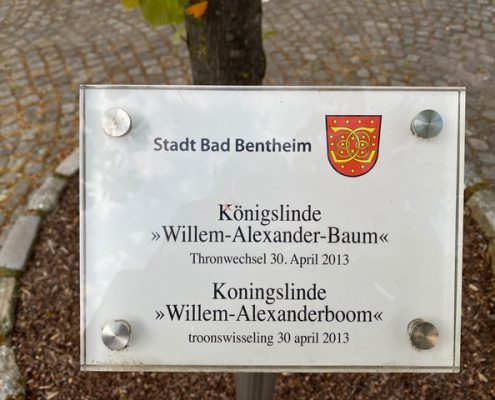 Stadt Bad Bentheim
Königslinde
»Willem-Alexander-Baum«
Thronwechsel 30. April 2013
Koningslinde
»Willem-Alexanderboom«
troonswisseling 30 april 2013